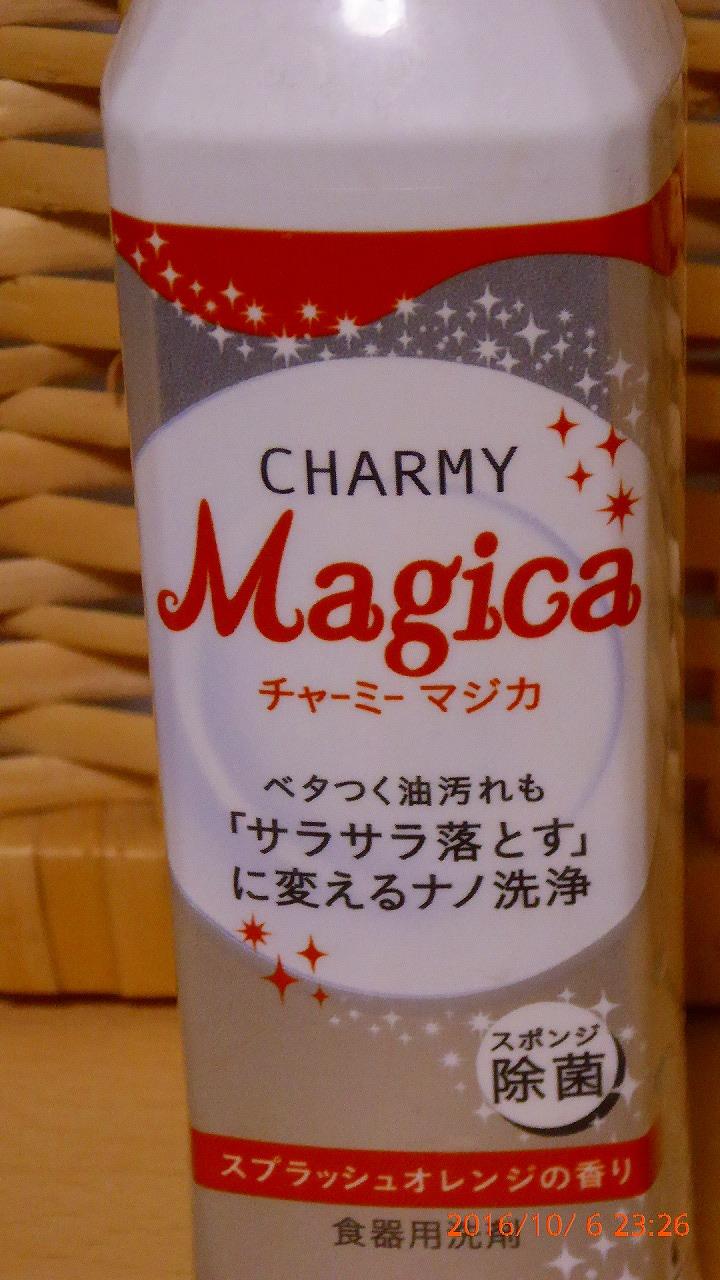 CHARMY
Magica
チャーミー マジカ
ベタつく油汚れも
「サラサラ落とす」
に変えるナノ洗浄
スポンジ
除菌
スプラッシュオレンジの香り
食器用洗剤
2016/10/ 6 23:26